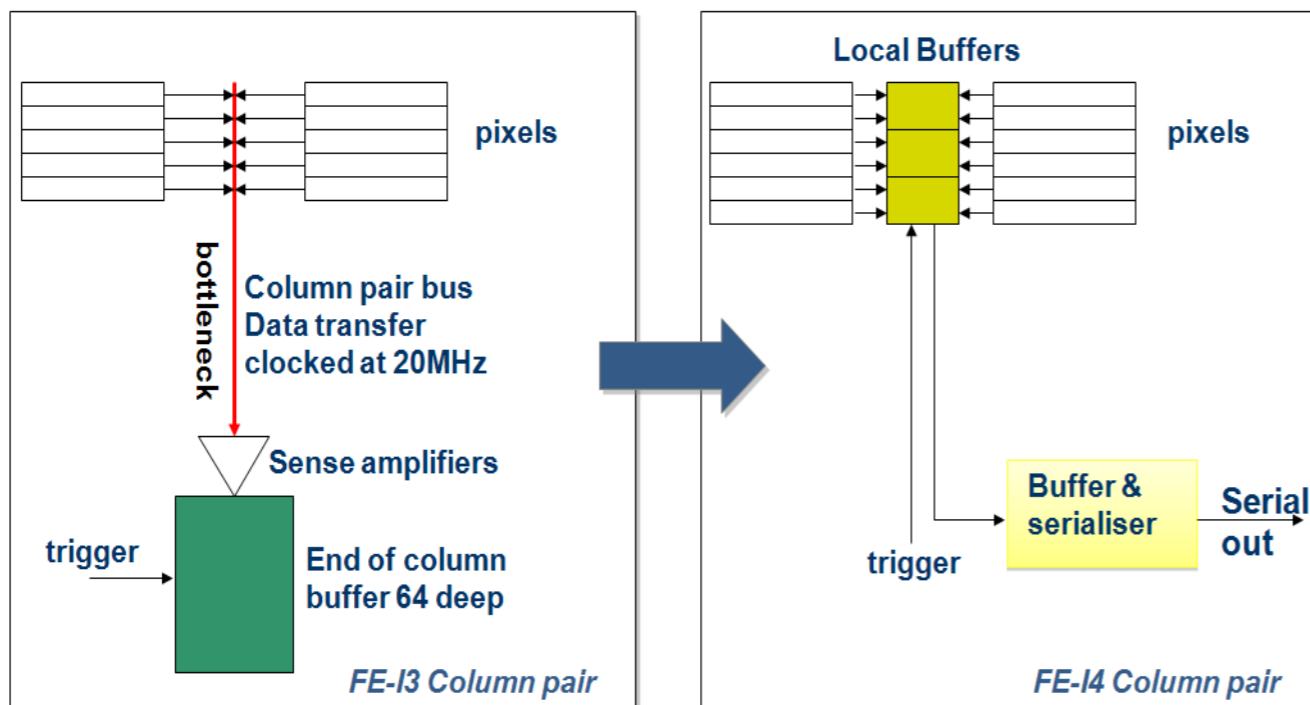 pixels
bottleneck
Column pair bus
Data transfer
clocked at 20MHz
Sense amplifiers
trigger
End of column
buffer 64 deep
FE-I3 Column pair
Local Buffers
pixels
Buffer &
serialiser
Serial
out
trigger
FE-I4 Column pair